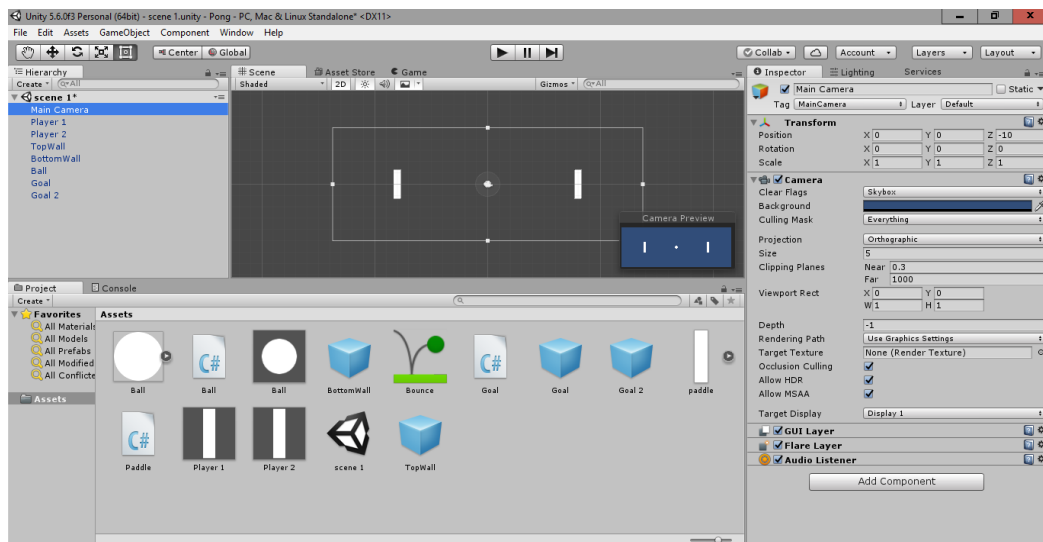 Unity 5.6.0f3 Personal (64bit) - scene 1.unity - Pong - PC, Mac & Linux Standalone* <DX11>
File Edit Assets GameObject Component Window Help
Center Global Collab Account Layers Layout
Hierarchy
Create All
scene 1*
Main Camera
Player 1
Player 2
TopWall
BottomWall
Ball
Goal
Goal 2
Scene Asset Store Game
Shaded 2D Gizmos All
Camera Preview
Project Console
Create
Favorites
All Materials
All Models
All Prefabs
All Modified
All Conflicte
Assets
Assets
Ball Ball Ball BottomWall Bounce Goal Goal Goal 2 paddle
C# C#
C#
Paddle Player 1 Player 2 scene 1 TopWall
Inspector Lighting Services
Main Camera Static
Tag MainCamera Layer Default
Transform
Position X 0 Y 0 Z -10
Rotation X 0 Y 0 Z 0
Scale X 1 Y 1 Z 1
Camera
Clear Flags Skybox
Background
Culling Mask Everything
Projection Orthographic
Size 5
Clipping Planes Near 0.3
Far 1000
Viewport Rect X 0 Y 0
W 1 H 1
Depth -1
Rendering Path Use Graphics Settings
Target Texture None (Render Texture)
Occlusion Culling
Allow HDR
Allow MSAA
Target Display Display 1
GUI Layer
Flare Layer
Audio Listener
Add Component